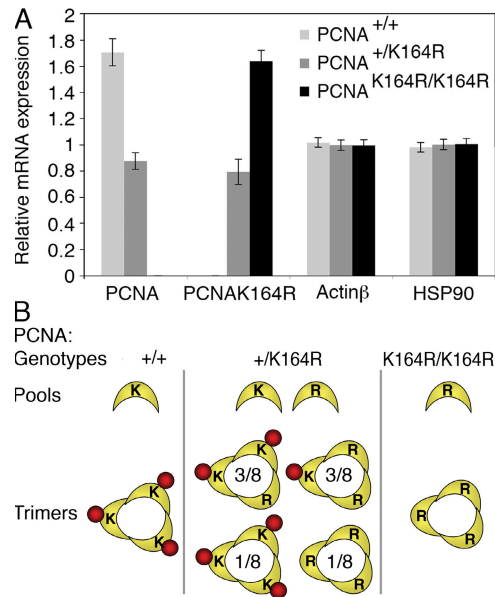 A
Relative mRNA expression
2
1.8
1.6
1.4
1.2
1
0.8
0.6
0.4
0.2
0
PCNA +/+
PCNA +/K164R
PCNA K164R/K164R
PCNA PCNAK164R Actinβ HSP90
B
PCNA:
Genotypes +/+ +/K164R K164R/K164R
Pools K K R R
Trimers
K K K
K K R 3/8
K R R 3/8
K K K 1/8
R R R 1/8
R R R